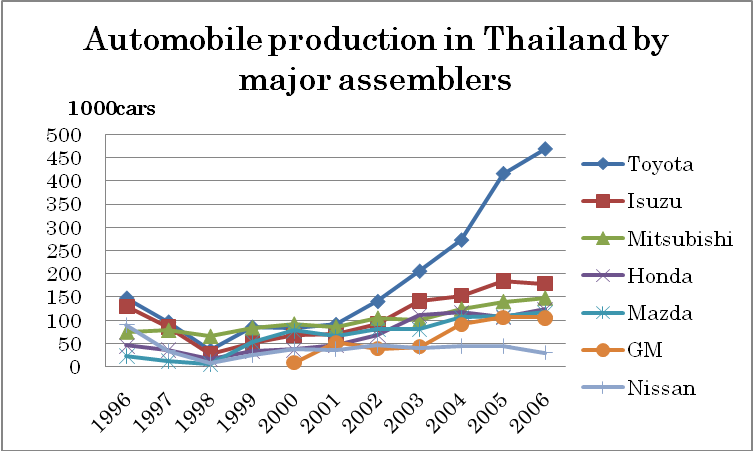 Automobile production in Thailand by
major assemblers
1000cars
500
450
400
350
300
250
200
150
100
50
0
1996
1997
1998
1999
2000
2001
2002
2003
2004
2005
2006
Toyota
Isuzu
Mitsubishi
Honda
Mazda
GM
Nissan